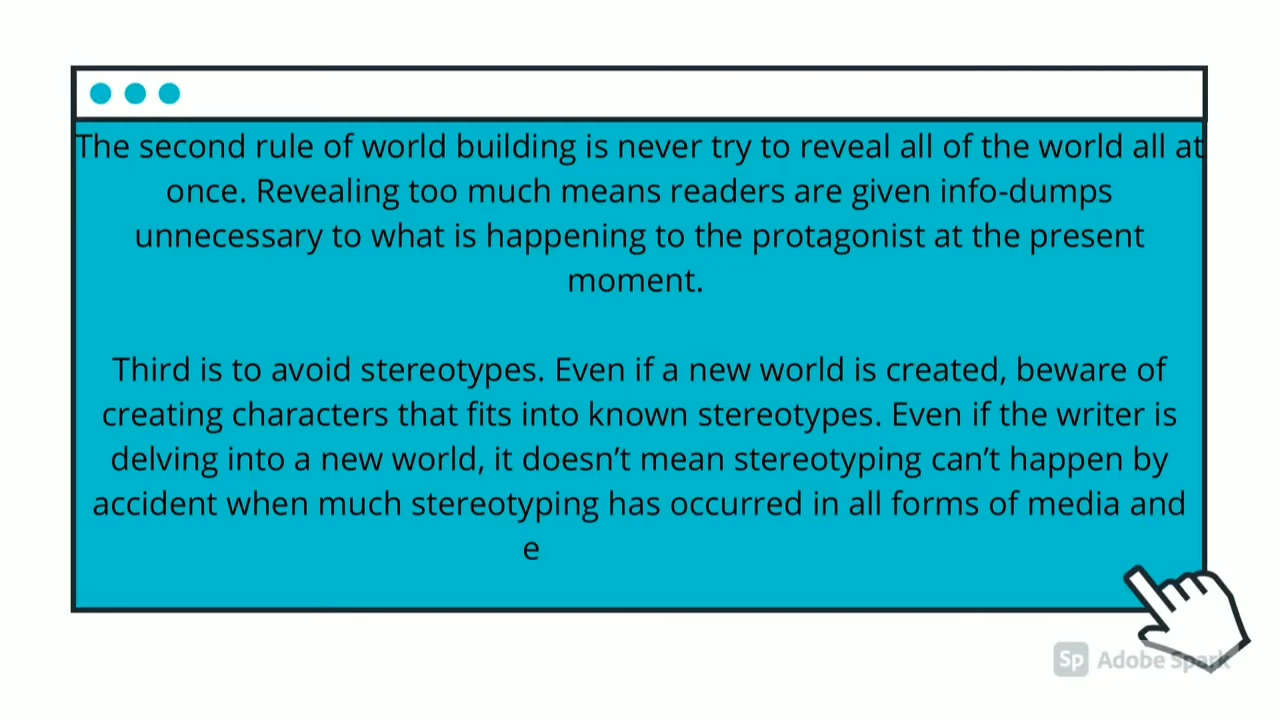 The second rule of world building is never try to reveal all of the world all at
once. Revealing too much means readers are given info-dumps
unnecessary to what is happening to the protagonist at the present
moment.
Third is to avoid stereotypes. Even if a new world is created, beware of
creating characters that fits into known stereotypes. Even if the writer is
delving into a new world, it doesn’t mean stereotyping can’t happen by
accident when much stereotyping has occurred in all forms of media and
e
Sp Adobe Spark